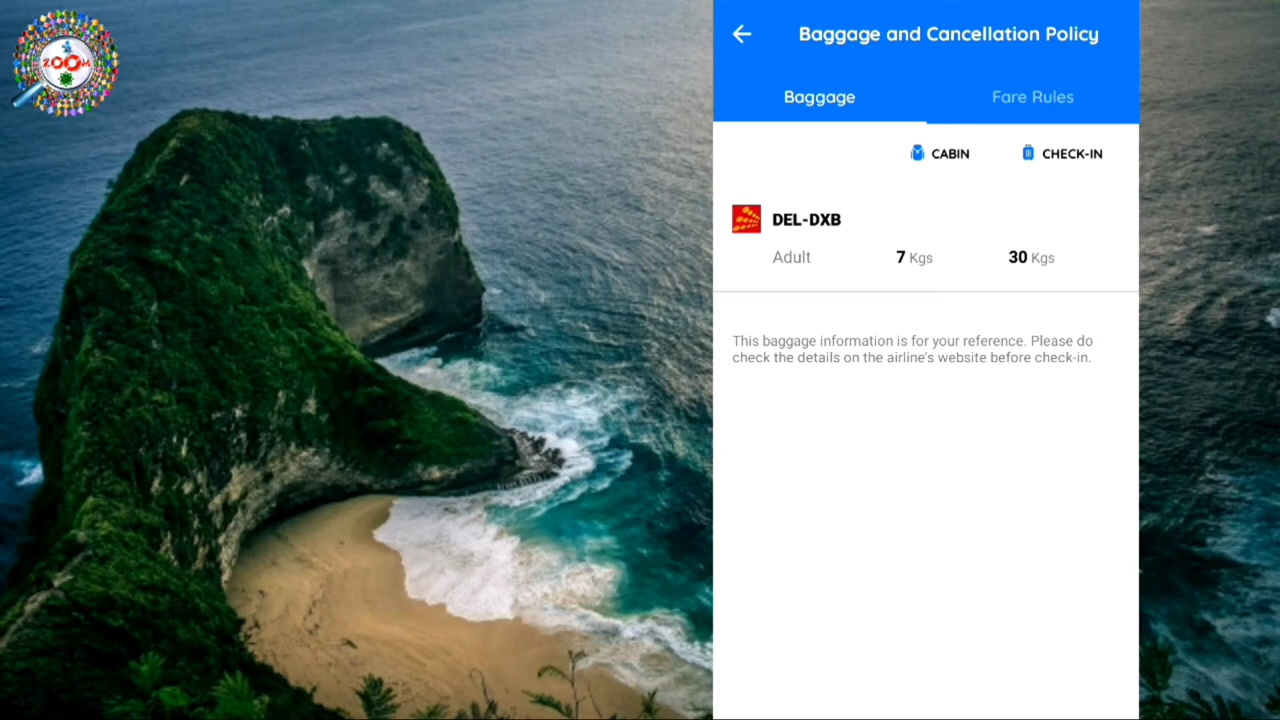 ZOOM
Baggage and Cancellation Policy
Baggage
Fare Rules
CABIN
CHECK-IN
DEL-DXB
Adult
7 Kgs
30 Kgs
This baggage information is for your reference. Please do
check the details on the airline's website before check-in.